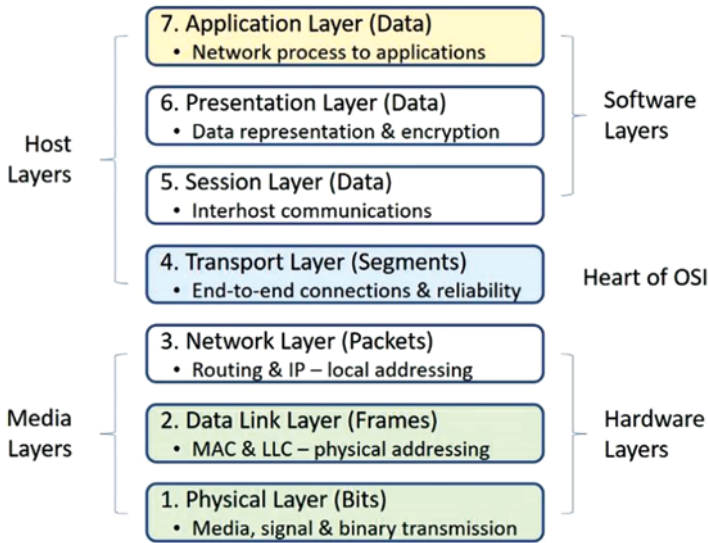 7. Application Layer (Data)
• Network process to applications
6. Presentation Layer (Data)
• Data representation & encryption
Software
Layers
Host
Layers
5. Session Layer (Data)
• Interhost communications
4. Transport Layer (Segments)
• End-to-end connections & reliability
Heart of OSI
3. Network Layer (Packets)
• Routing & IP – local addressing
Media
Layers
2. Data Link Layer (Frames)
• MAC & LLC – physical addressing
Hardware
Layers
1. Physical Layer (Bits)
• Media, signal & binary transmission